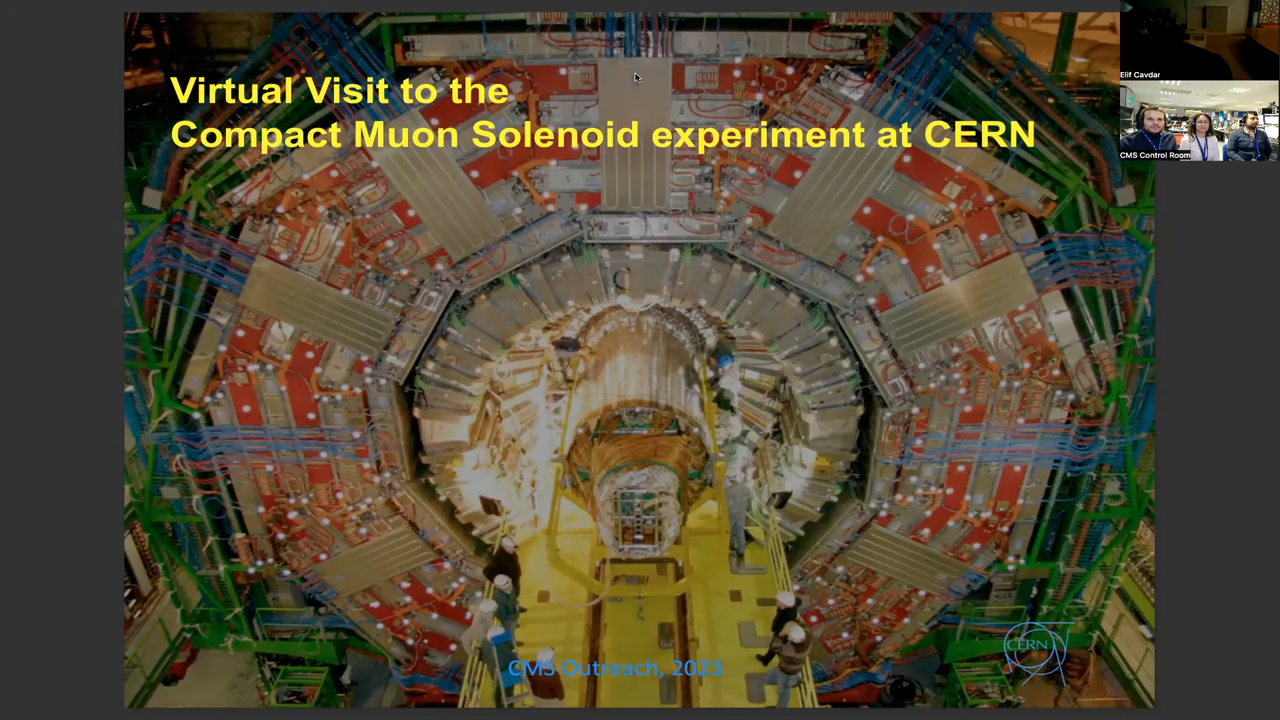 Virtual Visit to the
Compact Muon Solenoid experiment at CERN
Elif Cavdar
CMS Control Room
CMS Outreach, 2023
CERN